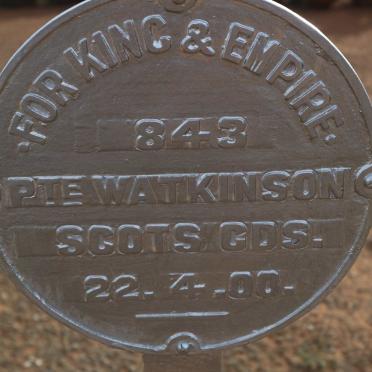 ·FOR KING & EMPIRE·
843
PTE WATKINSON
SCOTS GDS.
22.4.00.